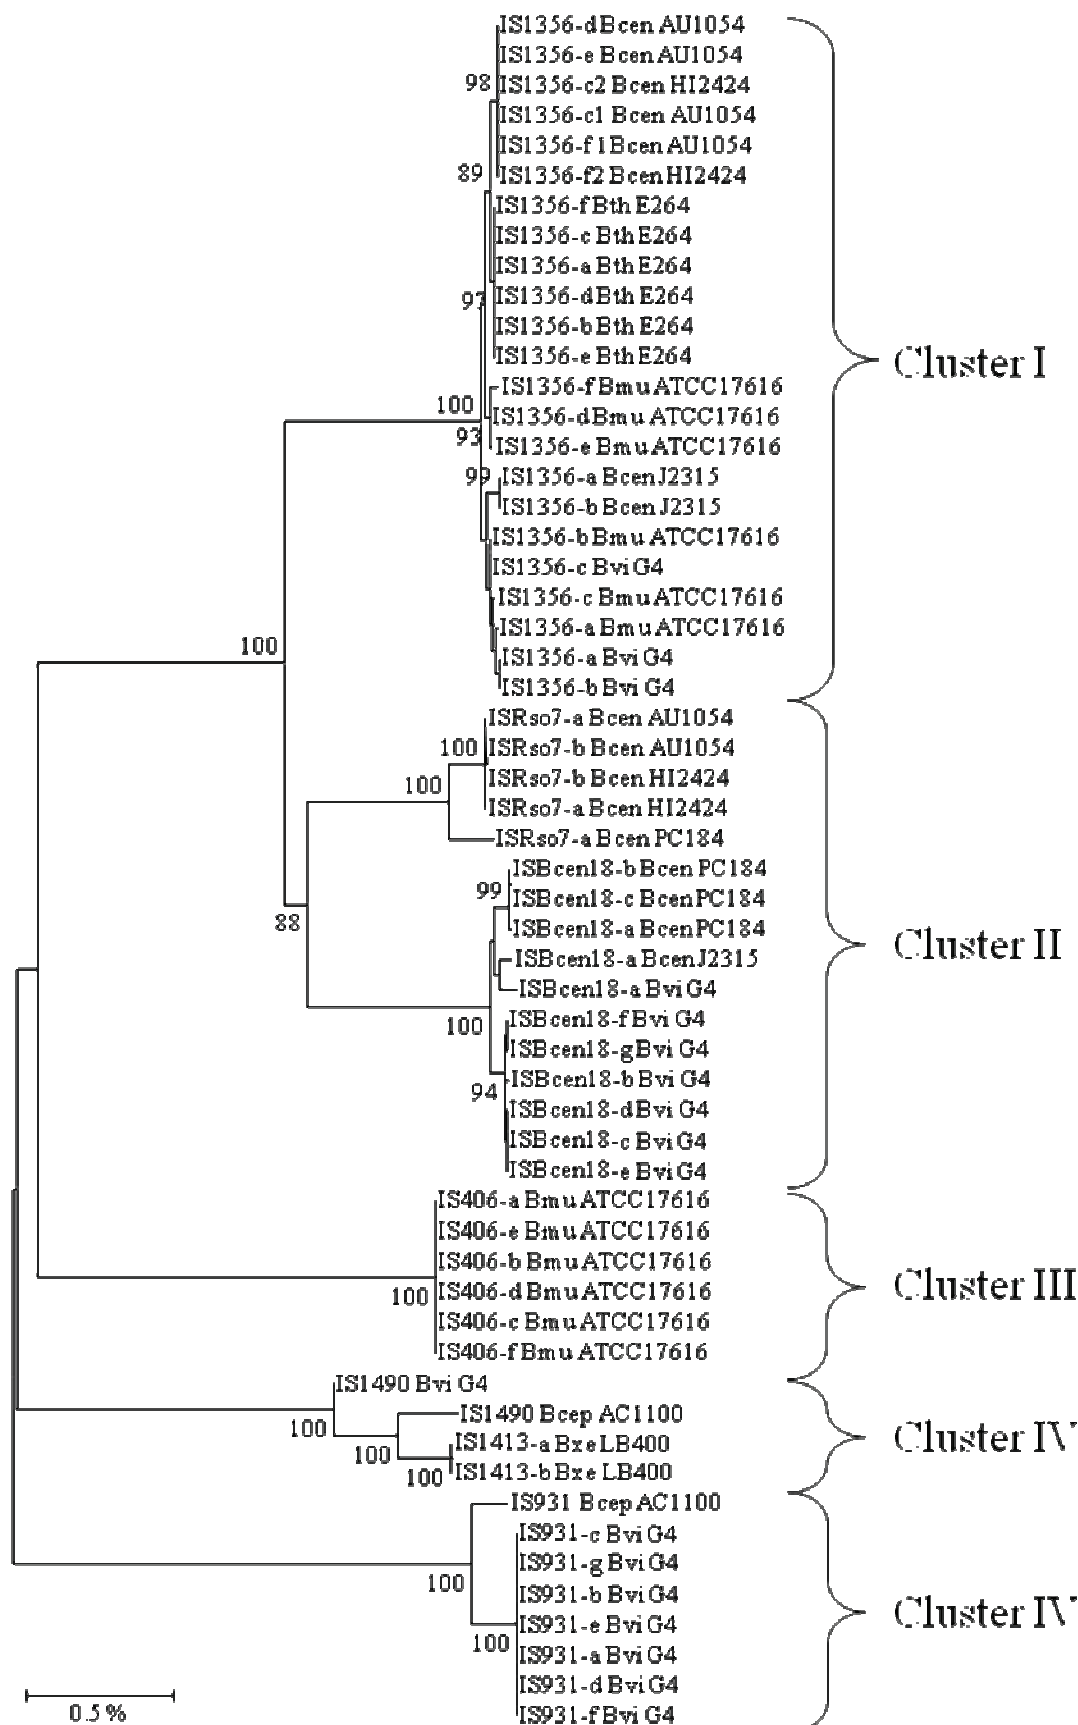 IS1356-d Bcen AU1054
IS1356-e Bcen AU1054
98
IS1356-c2 Bcen HI2424
IS1356-c1 Bcen AU1054
IS1356-f1 Bcen AU1054
89
IS1356-f2 Bcen HI2424
IS1356-f Bth E264
IS1356-c Bth E264
IS1356-a Bth E264
97
IS1356-d Bth E264
IS1356-b Bth E264
IS1356-e Bth E264
Cluster I
IS1356-f Bmu ATCC17616
100
IS1356-d Bmu ATCC17616
93
IS1356-e Bmu ATCC17616
99
IS1356-a Bcen J2315
IS1356-b Bcen J2315
IS1356-b Bmu ATCC17616
IS1356-c Bvi G4
IS1356-c Bmu ATCC17616
IS1356-a Bmu ATCC17616
100
IS1356-a Bvi G4
IS1356-b Bvi G4
ISRso7-a Bcen AU1054
100
ISRso7-b Bcen AU1054
100
ISRso7-b Bcen HI2424
ISRso7-a Bcen HI2424
ISRso7-a Bcen PC184
ISBcen18-b Bcen PC184
99
ISBcen18-c Bcen PC184
88
ISBcen18-a Bcen PC184
Cluster II
ISBcen18-a Bcen J2315
ISBcen18-a Bvi G4
100
ISBcen18-f Bvi G4
ISBcen18-g Bvi G4
94
ISBcen18-b Bvi G4
ISBcen18-d Bvi G4
ISBcen18-c Bvi G4
ISBcen18-e Bvi G4
IS406-a Bmu ATCC17616
IS406-e Bmu ATCC17616
IS406-b Bmu ATCC17616
Cluster III
100
IS406-d Bmu ATCC17616
IS406-c Bmu ATCC17616
IS406-f Bmu ATCC17616
IS1490 Bvi G4
100
IS1490 Bcep AC1100
Cluster IV
100
IS1413-a Bxe LB400
100
IS1413-b Bxe LB400
IS931 Bcep AC1100
IS931-c Bvi G4
IS931-g Bvi G4
100
IS931-b Bvi G4
Cluster IV
IS931-e Bvi G4
100
IS931-a Bvi G4
IS931-d Bvi G4
IS931-f Bvi G4
0.5 %